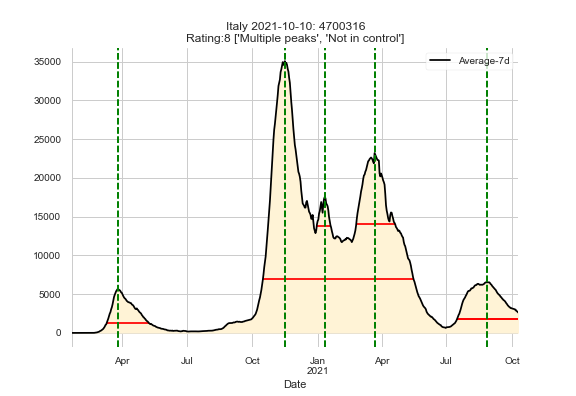 Italy 2021-10-10: 4700316
Rating:8 ['Multiple peaks', 'Not in control']
Average-7d
35000
30000
25000
20000
15000
10000
5000
0
Apr Jul Oct Jan Apr Jul Oct
2021
Date